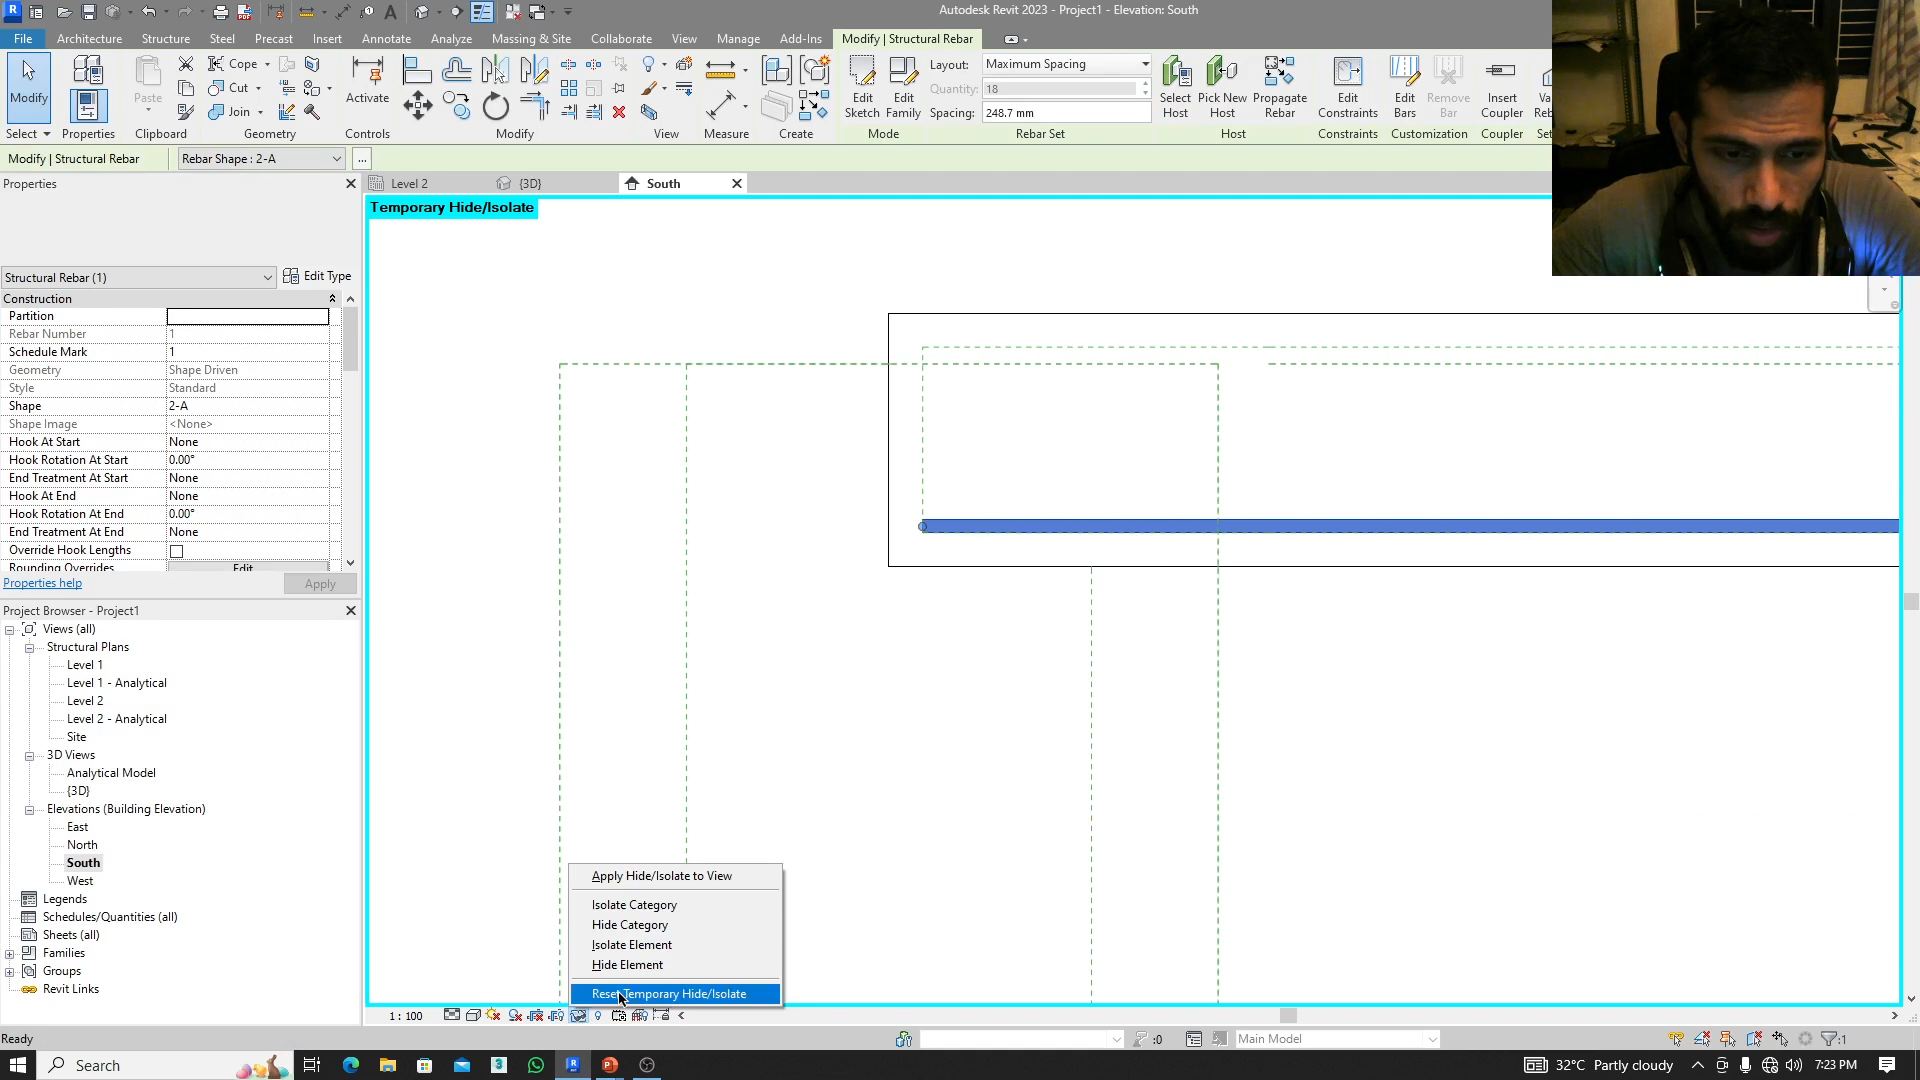 Autodesk Revit 2023 - Project1 - Elevation: South
File Architecture Structure Steel Precast Insert Annotate Analyze Massing & Site Collaborate View Manage Add-Ins Modify | Structural Rebar
Modify
Paste
Cope
Cut
Join
Activate
Edit Sketch
Edit Family
Layout: Maximum Spacing
Quantity: 18
Spacing: 248.7 mm
Select Host
Pick New Host
Propagate Rebar
Edit Constraints
Edit Bars
Remove Bar
Insert Coupler
Select Properties Clipboard Geometry Controls Modify View Measure Create Mode Rebar Set Host Constraints Customization Coupler
Modify | Structural Rebar Rebar Shape : 2-A ...
Properties
Level 2 {3D} South
Temporary Hide/Isolate
Structural Rebar (1) Edit Type
Construction
Partition
Rebar Number 1
Schedule Mark 1
Geometry Shape Driven
Style Standard
Shape 2-A
Shape Image <None>
Hook At Start None
Hook Rotation At Start 0.00°
End Treatment At Start None
Hook At End None
Hook Rotation At End 0.00°
End Treatment At End None
Override Hook Lengths
Rounding Overrides Edit
Properties help Apply
Project Browser - Project1
Views (all)
Structural Plans
Level 1
Level 1 - Analytical
Level 2
Level 2 - Analytical
Site
3D Views
Analytical Model
{3D}
Elevations (Building Elevation)
East
North
South
West
Legends
Schedules/Quantities (all)
Sheets (all)
Families
Groups
Revit Links
Apply Hide/Isolate to View
Isolate Category
Hide Category
Isolate Element
Hide Element
Reset Temporary Hide/Isolate
1 : 100
Ready :0 Main Model :1
Search 32°C Partly cloudy 7:23 PM